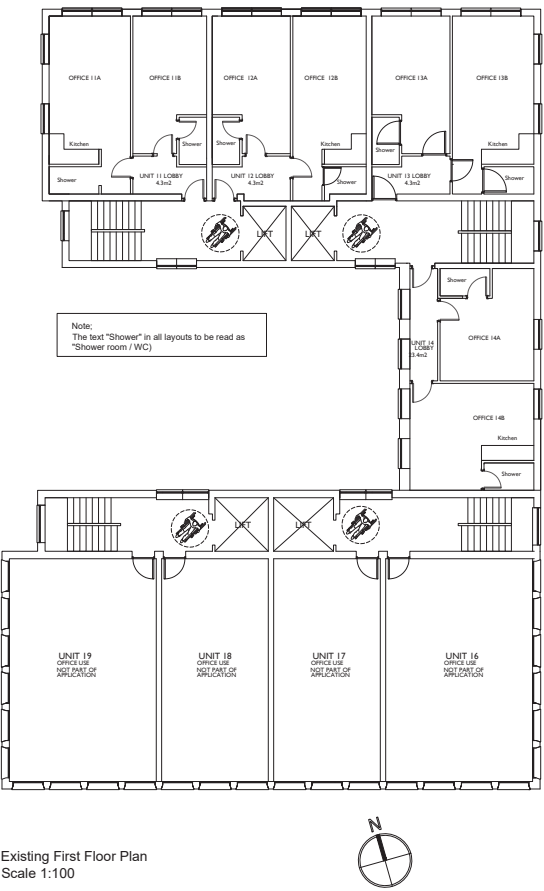 OFFICE 11A
OFFICE 11B
OFFICE 12A
OFFICE 12B
OFFICE 13A
OFFICE 13B
Kitchen
Shower
Shower
Kitchen
Shower
Kitchen
Shower
UNIT 11 LOBBY
4.3m2
UNIT 12 LOBBY
4.3m2
Shower
UNIT 13 LOBBY
4.3m2
Shower
LIFT
LIFT
Shower
Note;
The text "Shower" in all layouts to be read as
"Shower room / WC)
UNIT 14
LOBBY
23.4m2
OFFICE 14A
OFFICE 14B
Kitchen
Shower
LIFT
LIFT
UNIT 19
OFFICE USE
NOT PART OF
APPLICATION
UNIT 18
OFFICE USE
NOT PART OF
APPLICATION
UNIT 17
OFFICE USE
NOT PART OF
APPLICATION
UNIT 16
OFFICE USE
NOT PART OF
APPLICATION
N
Existing First Floor Plan
Scale 1:100